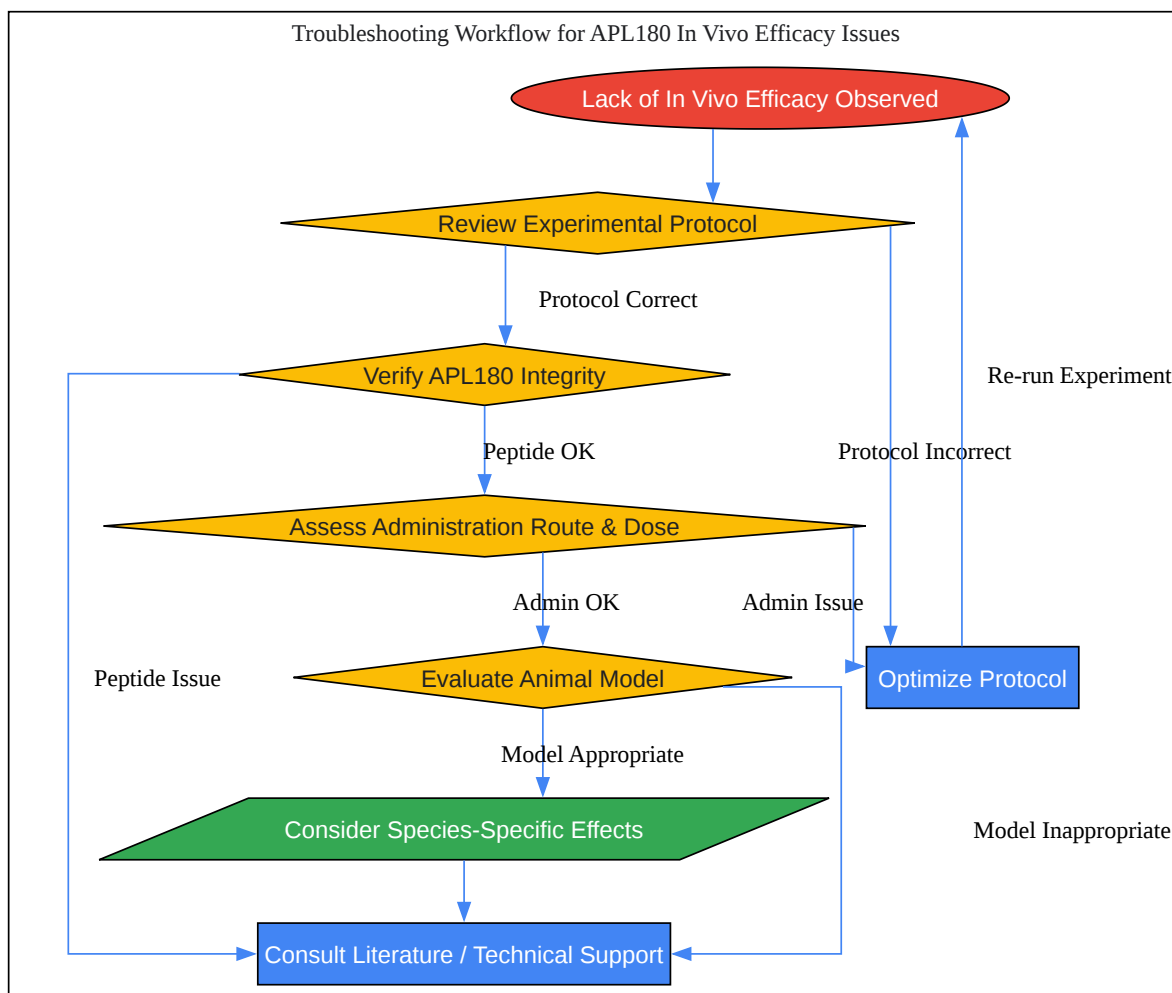 Troubleshooting Workflow for APL180 In Vivo Efficacy Issues
Lack of In Vivo Efficacy Observed
Review Experimental Protocol
Protocol Correct
Verify APL180 Integrity
Re-run Experiment
Peptide OK
Protocol Incorrect
Assess Administration Route & Dose
Admin OK
Admin Issue
Peptide Issue
Evaluate Animal Model
Optimize Protocol
Model Appropriate
Consider Species-Specific Effects
Model Inappropriate
Consult Literature / Technical Support